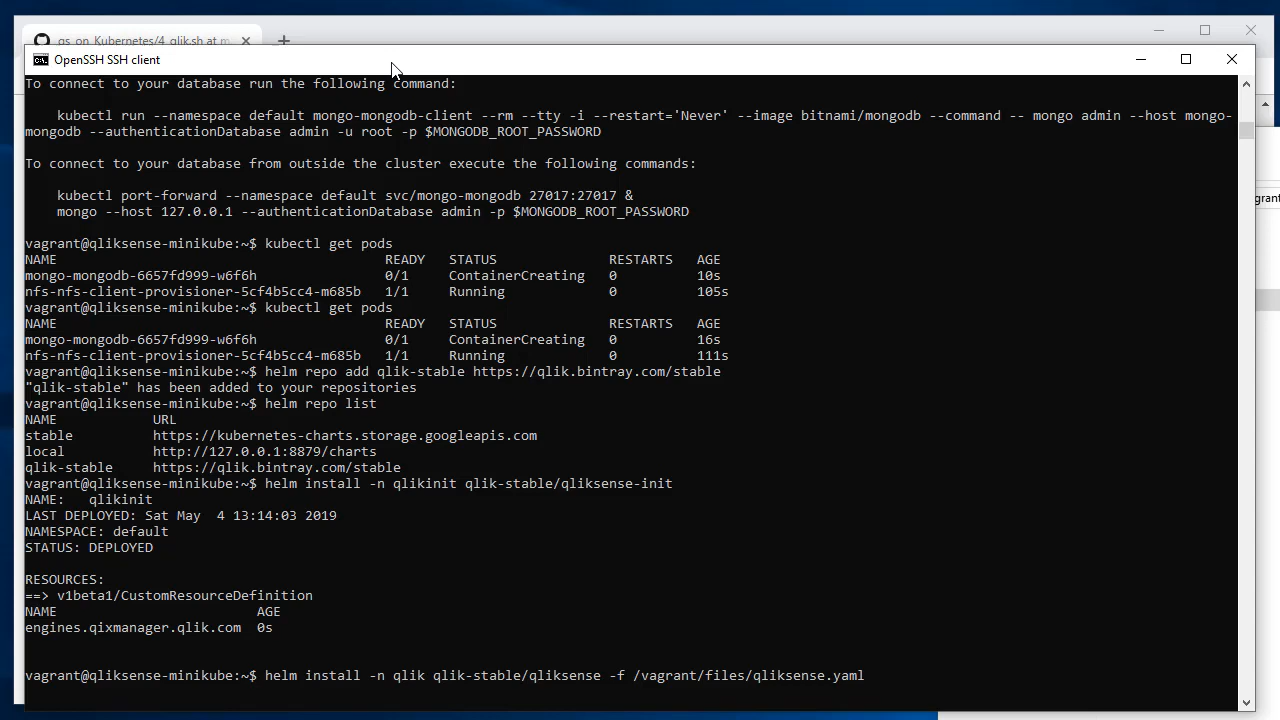 qs_on_Kubernetes/4_qlik.sh at m
OpenSSH SSH client
To connect to your database run the following command:
kubectl run --namespace default mongo-mongodb-client --rm --tty -i --restart='Never' --image bitnami/mongodb --command -- mongo admin --host mongo-
mongodb --authenticationDatabase admin -u root -p $MONGODB_ROOT_PASSWORD
To connect to your database from outside the cluster execute the following commands:
kubectl port-forward --namespace default svc/mongo-mongodb 27017:27017 &
mongo --host 127.0.0.1 --authenticationDatabase admin -p $MONGODB_ROOT_PASSWORD
vagrant@qliksense-minikube:~$ kubectl get pods
NAME READY STATUS RESTARTS AGE
mongo-mongodb-6657fd999-w6f6h 0/1 ContainerCreating 0 10s
nfs-nfs-client-provisioner-5cf4b5cc4-m685b 1/1 Running 0 105s
vagrant@qliksense-minikube:~$ kubectl get pods
NAME READY STATUS RESTARTS AGE
mongo-mongodb-6657fd999-w6f6h 0/1 ContainerCreating 0 16s
nfs-nfs-client-provisioner-5cf4b5cc4-m685b 1/1 Running 0 111s
vagrant@qliksense-minikube:~$ helm repo add qlik-stable https://qlik.bintray.com/stable
"qlik-stable" has been added to your repositories
vagrant@qliksense-minikube:~$ helm repo list
NAME URL
stable https://kubernetes-charts.storage.googleapis.com
local http://127.0.0.1:8879/charts
qlik-stable https://qlik.bintray.com/stable
vagrant@qliksense-minikube:~$ helm install -n qlikinit qlik-stable/qliksense-init
NAME: qlikinit
LAST DEPLOYED: Sat May 4 13:14:03 2019
NAMESPACE: default
STATUS: DEPLOYED
RESOURCES:
==> v1beta1/CustomResourceDefinition
NAME AGE
engines.qixmanager.qlik.com 0s
vagrant@qliksense-minikube:~$ helm install -n qlik qlik-stable/qliksense -f /vagrant/files/qliksense.yaml
grant